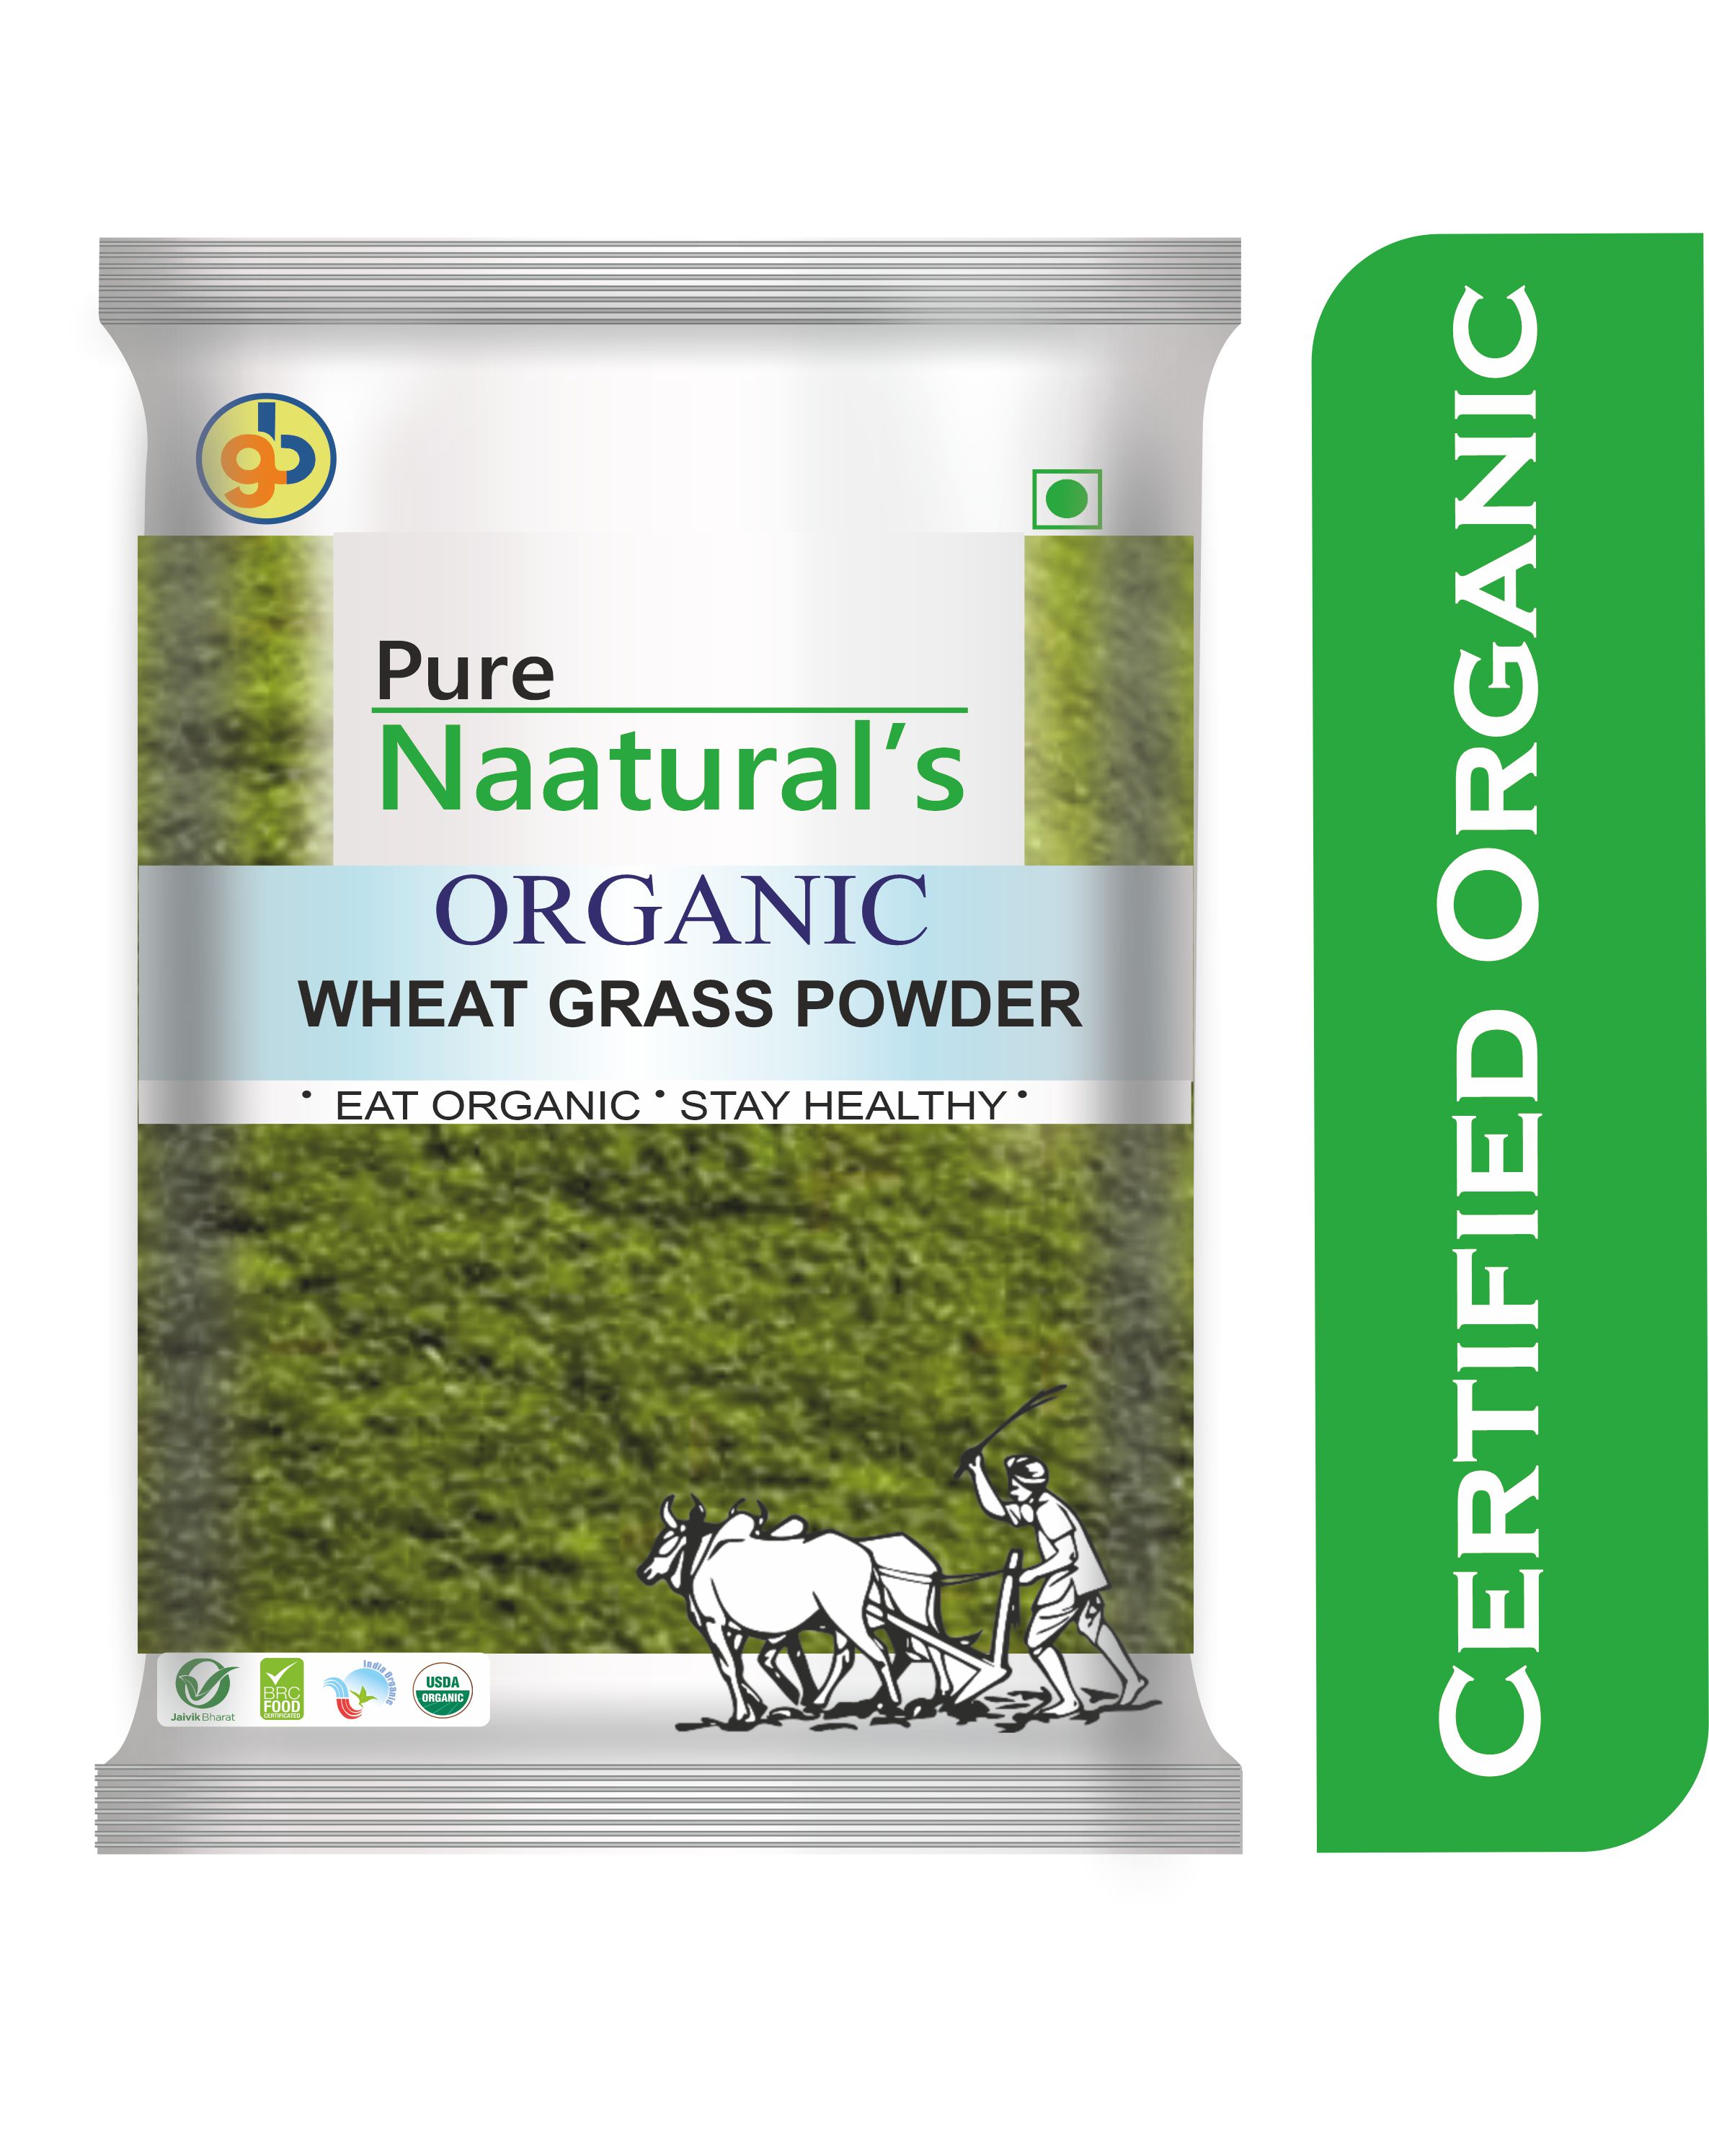 gb
Pure
Naatural's
ORGANIC
WHEAT GRASS POWDER
• EAT ORGANIC • STAY HEALTHY •
Jaivik Bharat
BRC
FOOD
CERTIFICATED
India Organic
USDA
ORGANIC
CERTIFIED ORGANIC